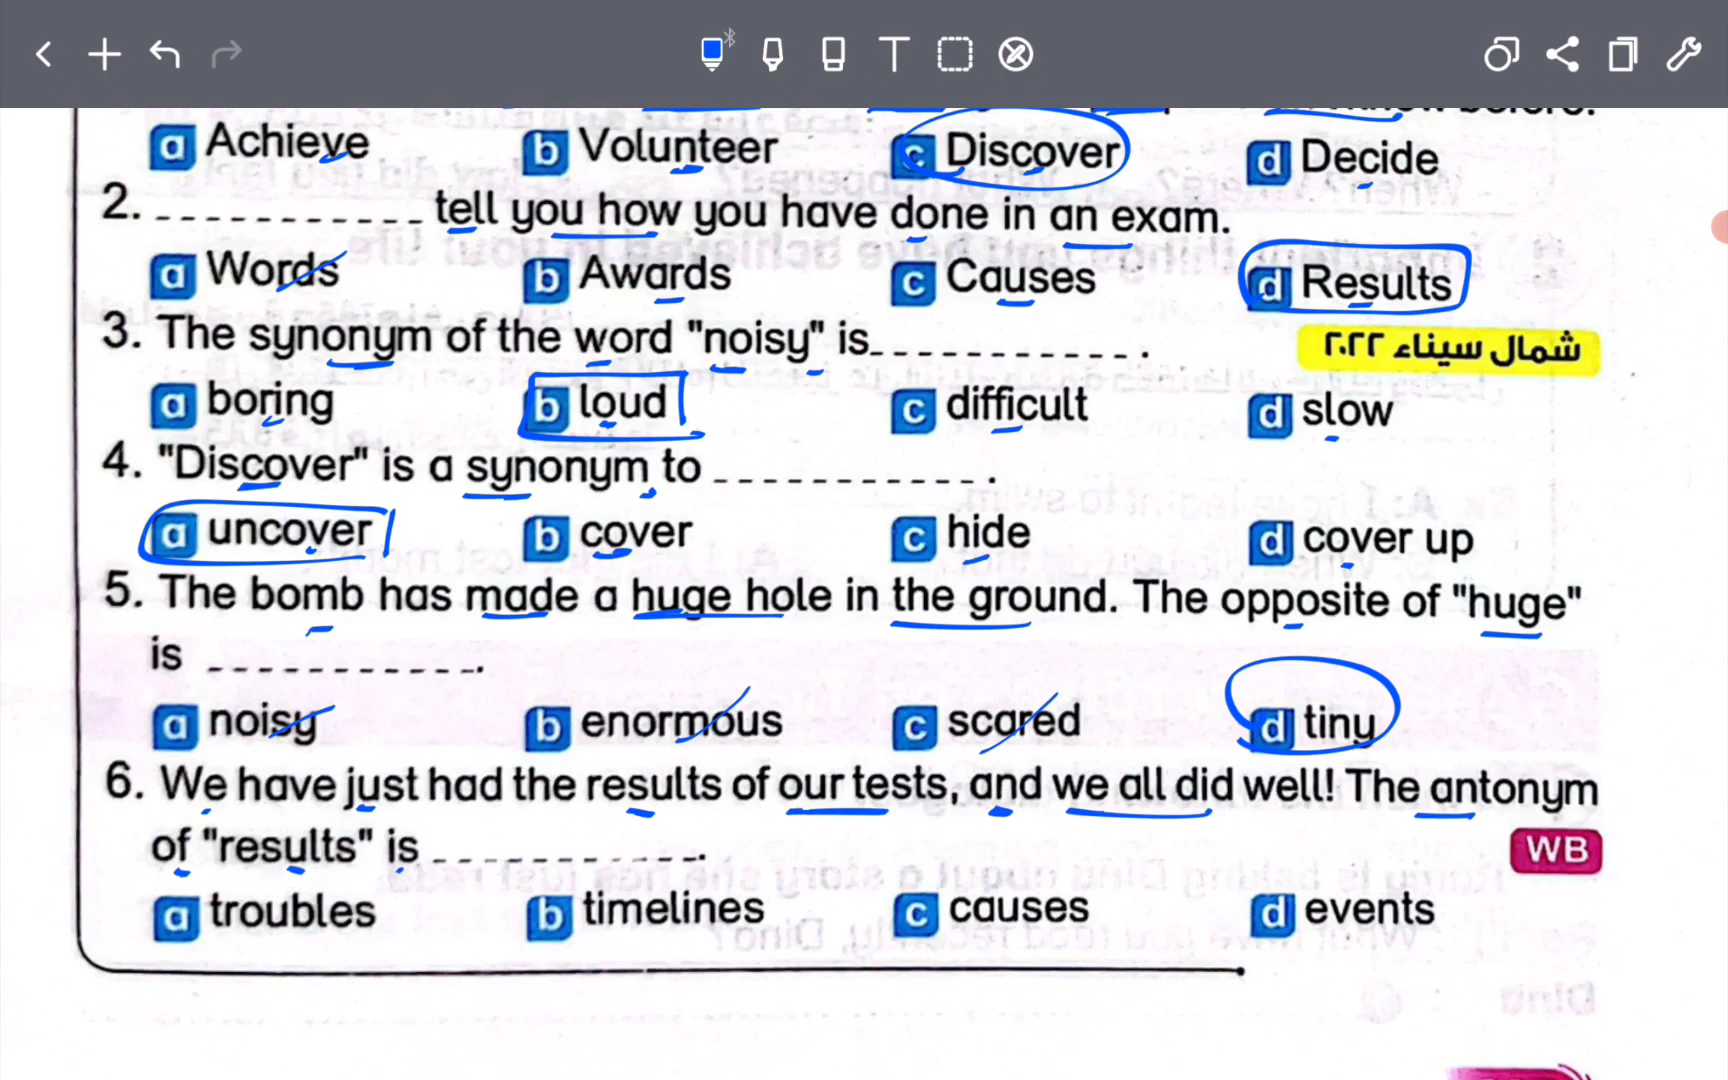 know before.
a Achieve b Volunteer c Discover d Decide
2. ____________ tell you how you have done in an exam.
a Words b Awards c Causes d Results
3. The synonym of the word "noisy" is____________. شمال سيناء ٢٠٢٢
a boring b loud c difficult d slow
4. "Discover" is a synonym to ____________.
a uncover b cover c hide d cover up
5. The bomb has made a huge hole in the ground. The opposite of "huge"
is ____________.
a noisy b enormous c scared d tiny
6. We have just had the results of our tests, and we all did well! The antonym
of "results" is ____________. WB
a troubles b timelines c causes d events